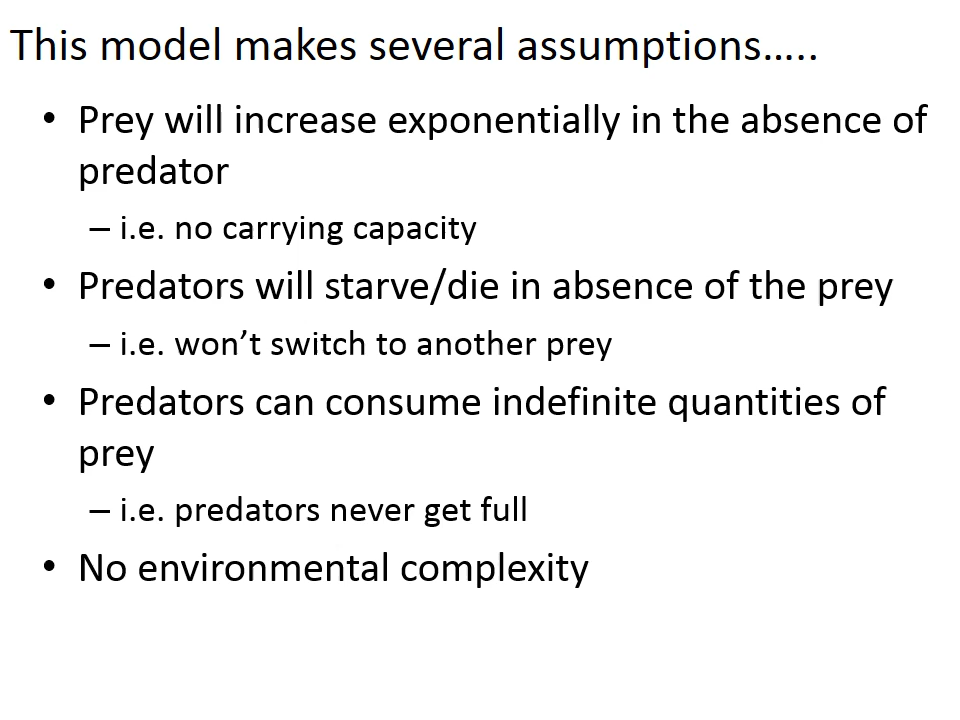 This model makes several assumptions…..
• Prey will increase exponentially in the absence of
predator
– i.e. no carrying capacity
• Predators will starve/die in absence of the prey
– i.e. won’t switch to another prey
• Predators can consume indefinite quantities of
prey
– i.e. predators never get full
• No environmental complexity